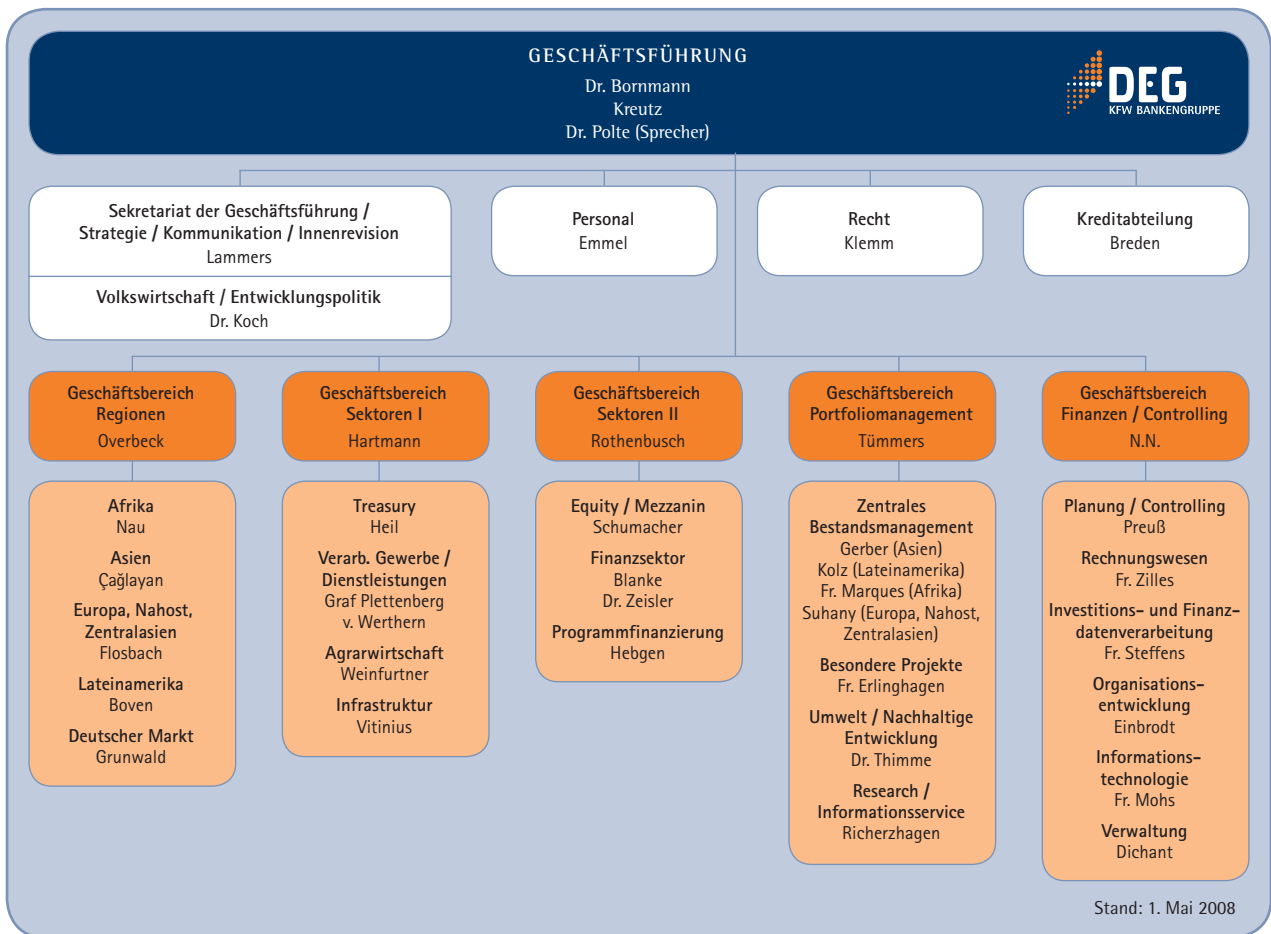 GESCHÄFTSFÜHRUNG
Dr. Bornmann
Kreutz
Dr. Polte (Sprecher)
DEG
KFW BANKENGRUPPE
Sekretariat der Geschäftsführung /
Strategie / Kommunikation / Innenrevision
Lammers
Volkswirtschaft / Entwicklungspolitik
Dr. Koch
Personal
Emmel
Recht
Klemm
Kreditabteilung
Breden
Geschäftsbereich
Regionen
Overbeck
Afrika
Nau
Asien
Çağlayan
Europa, Nahost,
Zentralasien
Flosbach
Lateinamerika
Boven
Deutscher Markt
Grunwald
Geschäftsbereich
Sektoren I
Hartmann
Treasury
Heil
Verarb. Gewerbe /
Dienstleistungen
Graf Plettenberg
v. Werthern
Agrarwirtschaft
Weinfurtner
Infrastruktur
Vitinius
Geschäftsbereich
Sektoren II
Rothenbusch
Equity / Mezzanin
Schumacher
Finanzsektor
Blanke
Dr. Zeisler
Programmfinanzierung
Hebgen
Geschäftsbereich
Portfoliomanagement
Tümmers
Zentrales
Bestandsmanagement
Gerber (Asien)
Kolz (Lateinamerika)
Fr. Marques (Afrika)
Suhany (Europa, Nahost,
Zentralasien)
Besondere Projekte
Fr. Erlinghagen
Umwelt / Nachhaltige
Entwicklung
Dr. Thimme
Research /
Informationsservice
Richerzhagen
Geschäftsbereich
Finanzen / Controlling
N.N.
Planung / Controlling
Preuß
Rechnungswesen
Fr. Zilles
Investitions- und Finanz-
datenverarbeitung
Fr. Steffens
Organisations-
entwicklung
Einbrodt
Informations-
technologie
Fr. Mohs
Verwaltung
Dichant
Stand: 1. Mai 2008